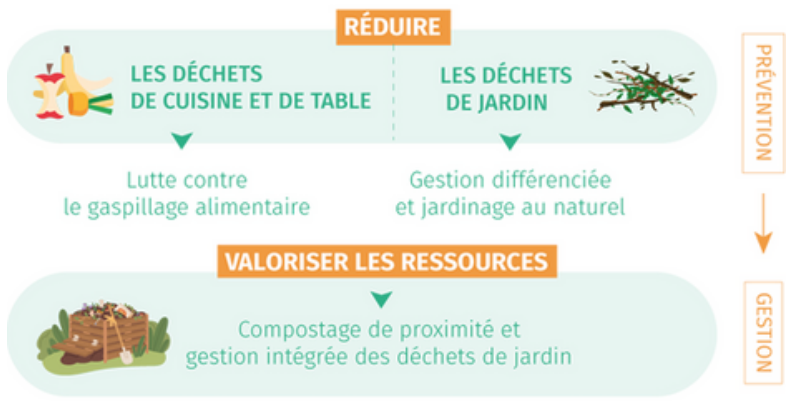 RÉDUIRE
LES DÉCHETS
DE CUISINE ET DE TABLE
LES DÉCHETS
DE JARDIN
Lutte contre
le gaspillage alimentaire
Gestion différenciée
et jardinage au naturel
VALORISER LES RESSOURCES
Compostage de proximité et
gestion intégrée des déchets de jardin
PRÉVENTION
GESTION